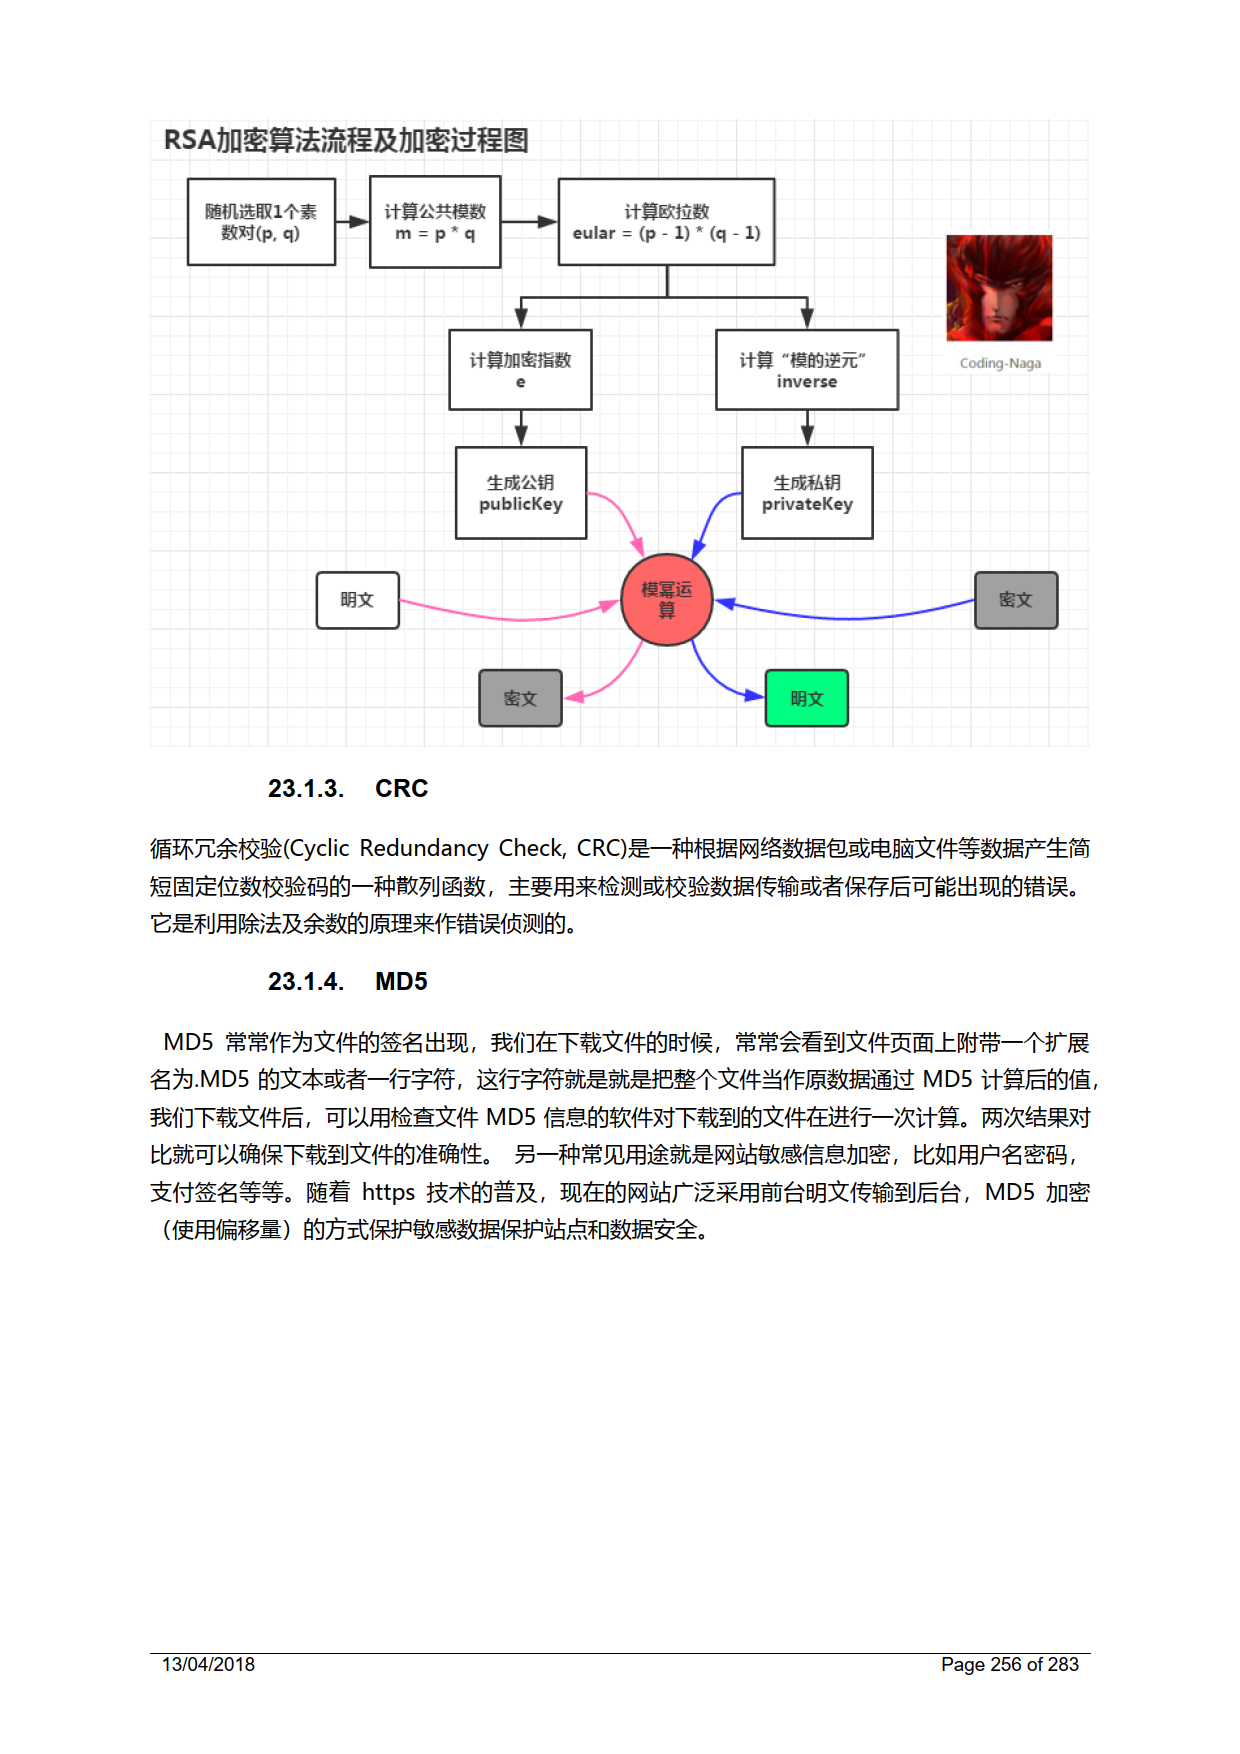 RSA加密算法流程及加密过程图
随机选取1个素
数对(p, q)
计算公共模数
m = p * q
计算欧拉数
eular = (p - 1) * (q - 1)
计算加密指数
e
计算“模的逆元”
inverse
Coding-Naga
生成公钥
publicKey
生成私钥
privateKey
明文
模幂运
算
密文
密文
明文
23.1.3. CRC
循环冗余校验(Cyclic Redundancy Check, CRC)是一种根据网络数据包或电脑文件等数据产生简
短固定位数校验码的一种散列函数，主要用来检测或校验数据传输或者保存后可能出现的错误。
它是利用除法及余数的原理来作错误侦测的。
23.1.4. MD5
MD5 常常作为文件的签名出现，我们在下载文件的时候，常常会看到文件页面上附带一个扩展
名为.MD5 的文本或者一行字符，这行字符就是就是把整个文件当作原数据通过 MD5 计算后的值，
我们下载文件后，可以用检查文件 MD5 信息的软件对下载到的文件在进行一次计算。两次结果对
比就可以确保下载到文件的准确性。 另一种常见用途就是网站敏感信息加密，比如用户名密码，
支付签名等等。随着 https 技术的普及，现在的网站广泛采用前台明文传输到后台，MD5 加密
（使用偏移量）的方式保护敏感数据保护站点和数据安全。
13/04/2018
Page 256 of 283